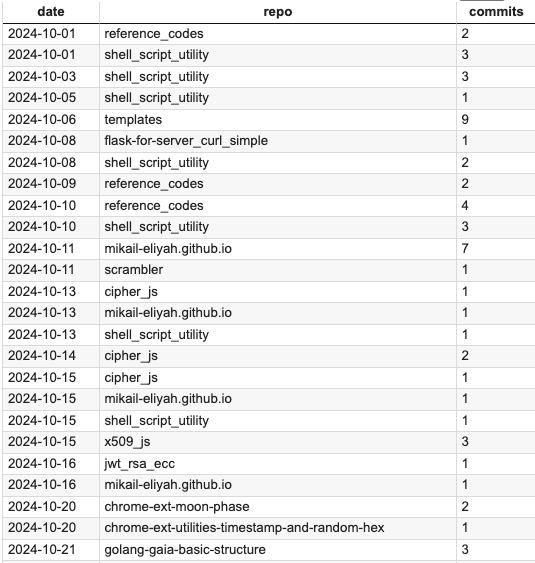 date repo commits
2024-10-01 reference_codes 2
2024-10-01 shell_script_utility 3
2024-10-03 shell_script_utility 3
2024-10-05 shell_script_utility 1
2024-10-06 templates 9
2024-10-08 flask-for-server_curl_simple 1
2024-10-08 shell_script_utility 2
2024-10-09 reference_codes 2
2024-10-10 reference_codes 4
2024-10-10 shell_script_utility 3
2024-10-11 mikail-eliyah.github.io 7
2024-10-11 scrambler 1
2024-10-13 cipher_js 1
2024-10-13 mikail-eliyah.github.io 1
2024-10-13 shell_script_utility 1
2024-10-14 cipher_js 2
2024-10-15 cipher_js 1
2024-10-15 mikail-eliyah.github.io 1
2024-10-15 shell_script_utility 1
2024-10-15 x509_js 3
2024-10-16 jwt_rsa_ecc 1
2024-10-16 mikail-eliyah.github.io 1
2024-10-20 chrome-ext-moon-phase 2
2024-10-20 chrome-ext-utilities-timestamp-and-random-hex 1
2024-10-21 golang-gaia-basic-structure 3